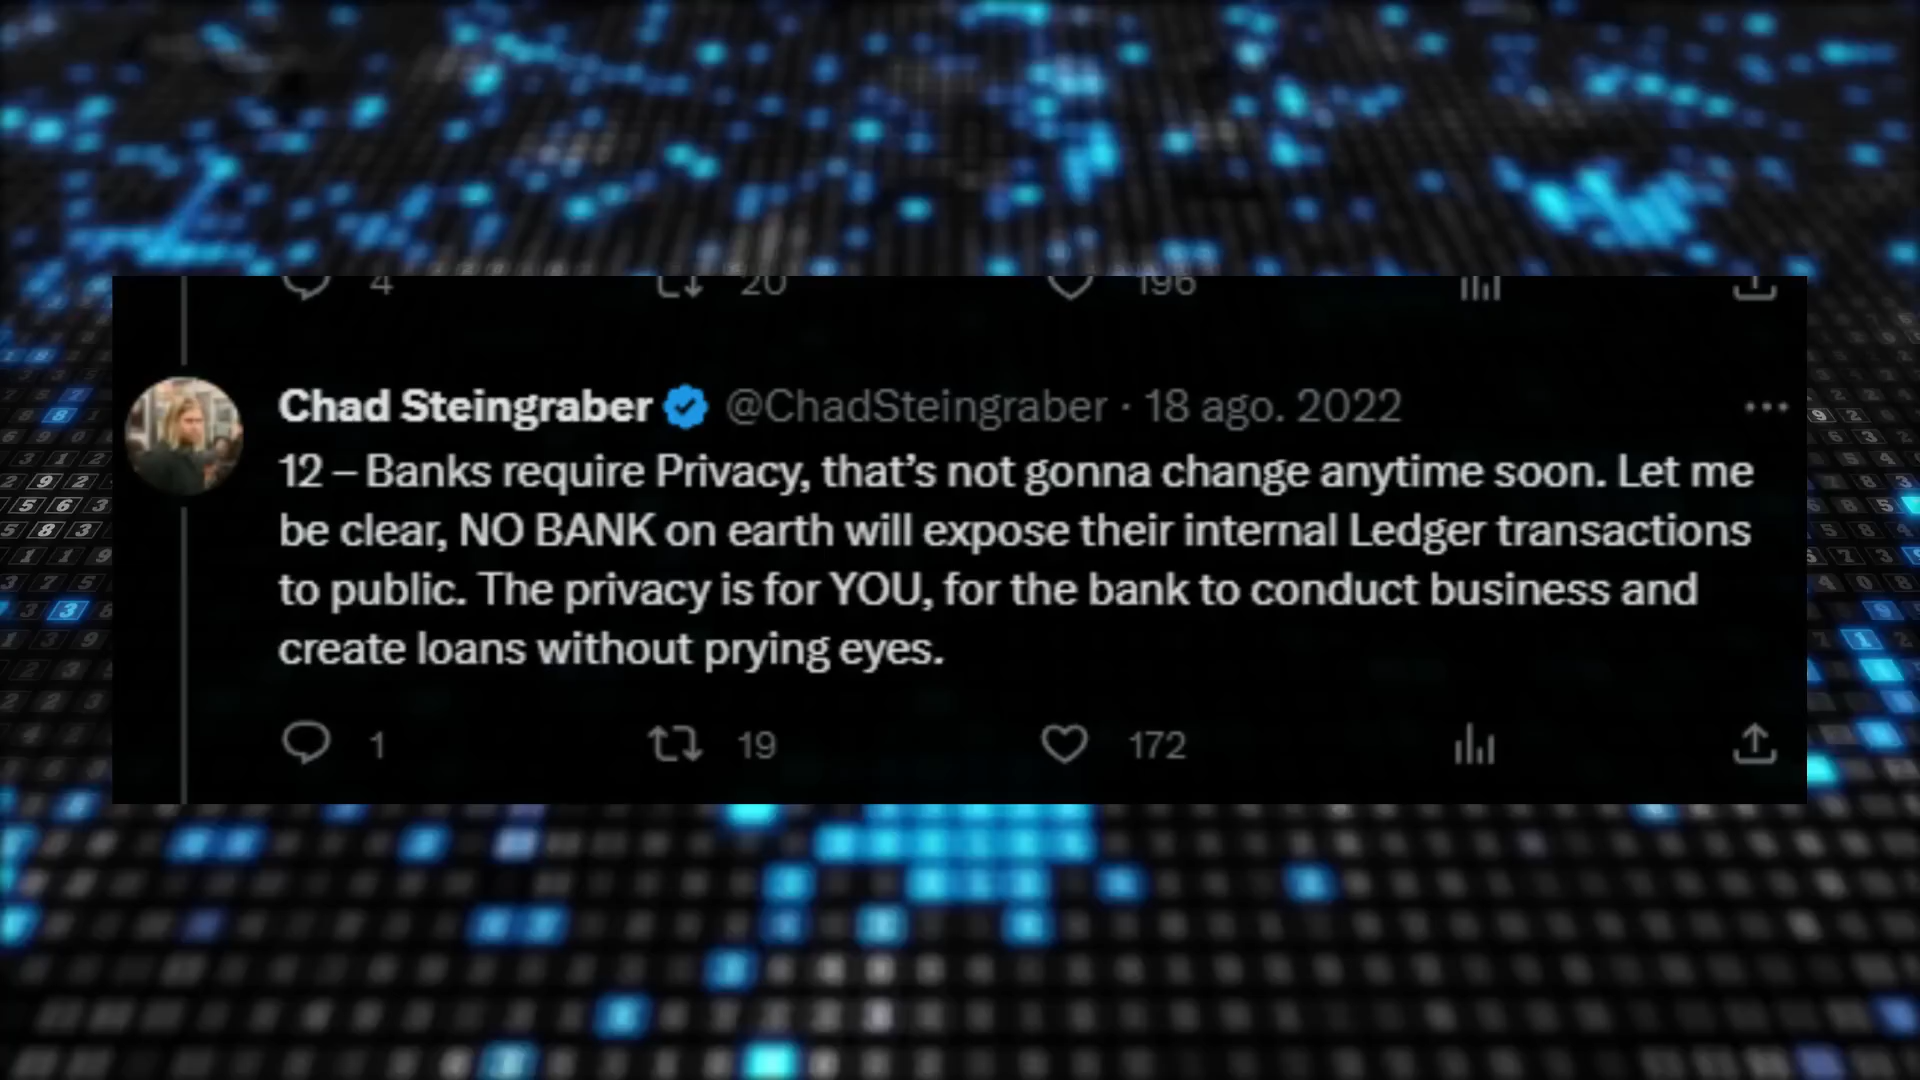 4 20 196
Chad Steingraber @ChadSteingraber · 18 ago. 2022
12 – Banks require Privacy, that’s not gonna change anytime soon. Let me
be clear, NO BANK on earth will expose their internal Ledger transactions
to public. The privacy is for YOU, for the bank to conduct business and
create loans without prying eyes.
1 19 172